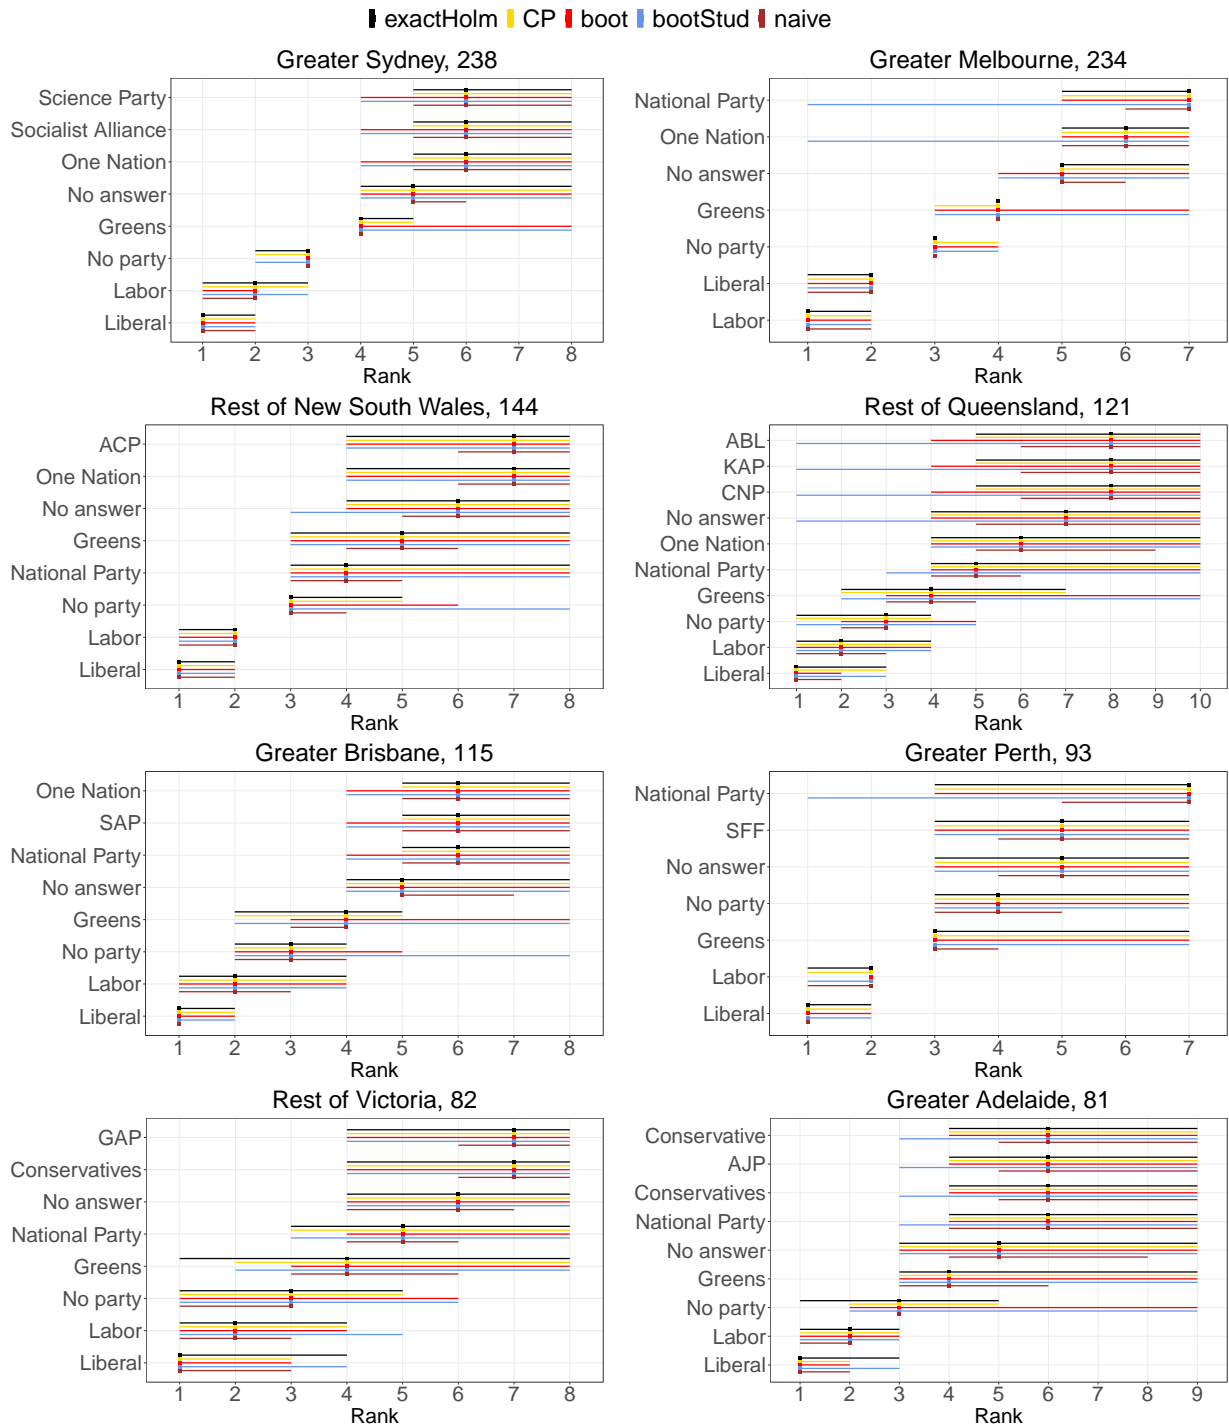 exactHolm CP boot bootStud naive
Greater Sydney, 238
Science Party
Socialist Alliance
One Nation
No answer
Greens
No party
Labor
Liberal
1 2 3 4 5 6 7 8
Rank
Greater Melbourne, 234
National Party
One Nation
No answer
Greens
No party
Liberal
Labor
1 2 3 4 5 6 7
Rank
Rest of New South Wales, 144
ACP
One Nation
No answer
Greens
National Party
No party
Labor
Liberal
1 2 3 4 5 6 7 8
Rank
Rest of Queensland, 121
ABL
KAP
CNP
No answer
One Nation
National Party
Greens
No party
Labor
Liberal
1 2 3 4 5 6 7 8 9 10
Rank
Greater Brisbane, 115
One Nation
SAP
National Party
No answer
Greens
No party
Labor
Liberal
1 2 3 4 5 6 7 8
Rank
Greater Perth, 93
National Party
SFF
No answer
No party
Greens
Labor
Liberal
1 2 3 4 5 6 7
Rank
Rest of Victoria, 82
GAP
Conservatives
No answer
National Party
Greens
No party
Labor
Liberal
1 2 3 4 5 6 7 8
Rank
Greater Adelaide, 81
Conservative
AJP
Conservatives
National Party
No answer
Greens
No party
Labor
Liberal
1 2 3 4 5 6 7 8 9
Rank